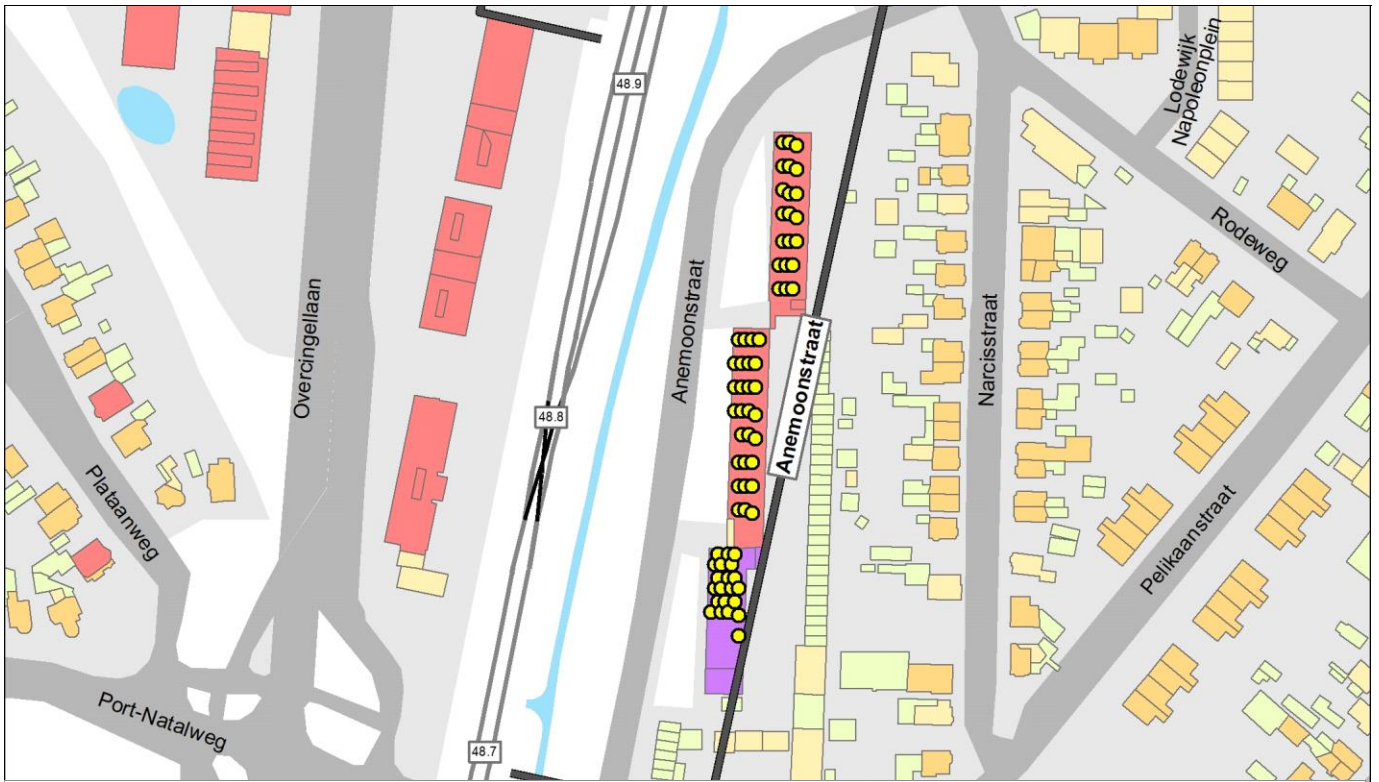 Lodewijk
Napoleonplein
48.9
Rodeweg
Overcingellaan
Anemoonstraat
Narcisstraat
Anemoonstraat
48.8
Plataanweg
Pelikaanstraat
Port-Natalweg
48.7